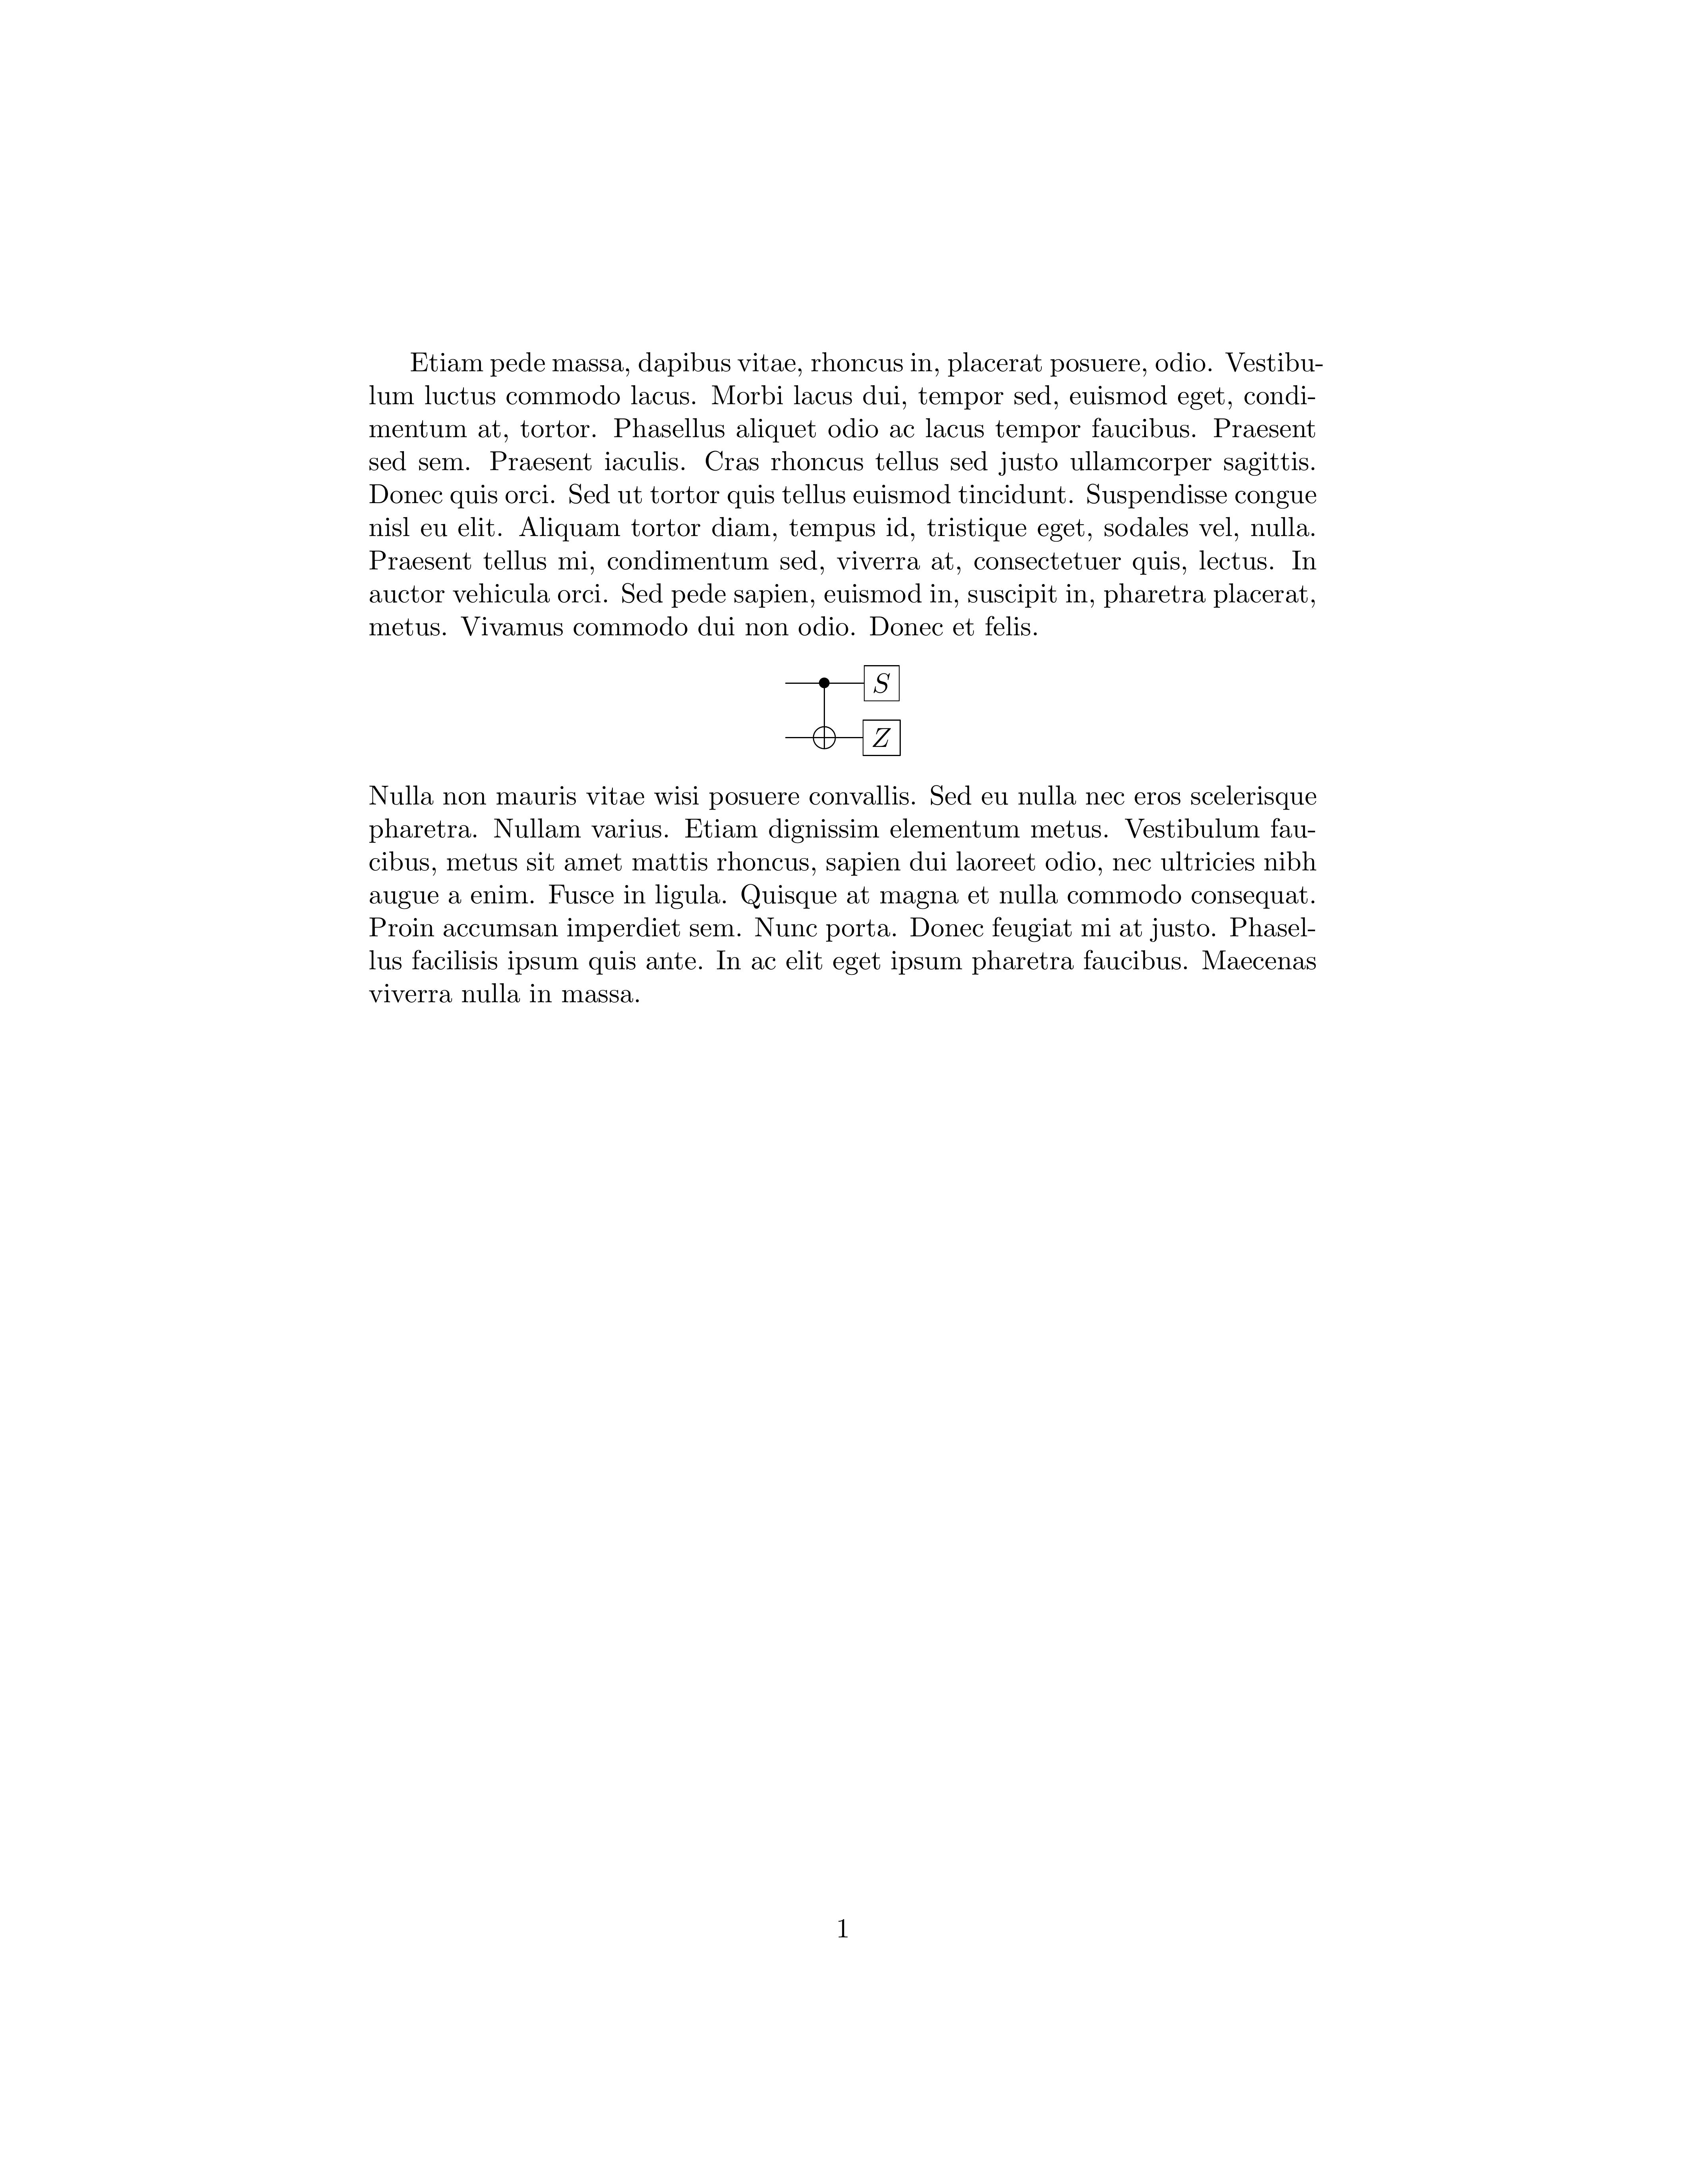 Etiam pede massa, dapibus vitae, rhoncus in, placerat posuere, odio. Vestibu-
lum luctus commodo lacus. Morbi lacus dui, tempor sed, euismod eget, condi-
mentum at, tortor. Phasellus aliquet odio ac lacus tempor faucibus. Praesent
sed sem. Praesent iaculis. Cras rhoncus tellus sed justo ullamcorper sagittis.
Donec quis orci. Sed ut tortor quis tellus euismod tincidunt. Suspendisse congue
nisl eu elit. Aliquam tortor diam, tempus id, tristique eget, sodales vel, nulla.
Praesent tellus mi, condimentum sed, viverra at, consectetuer quis, lectus. In
auctor vehicula orci. Sed pede sapien, euismod in, suscipit in, pharetra placerat,
metus. Vivamus commodo dui non odio. Donec et felis.
S
Z
Nulla non mauris vitae wisi posuere convallis. Sed eu nulla nec eros scelerisque
pharetra. Nullam varius. Etiam dignissim elementum metus. Vestibulum fau-
cibus, metus sit amet mattis rhoncus, sapien dui laoreet odio, nec ultricies nibh
augue a enim. Fusce in ligula. Quisque at magna et nulla commodo consequat.
Proin accumsan imperdiet sem. Nunc porta. Donec feugiat mi at justo. Phasel-
lus facilisis ipsum quis ante. In ac elit eget ipsum pharetra faucibus. Maecenas
viverra nulla in massa.
1